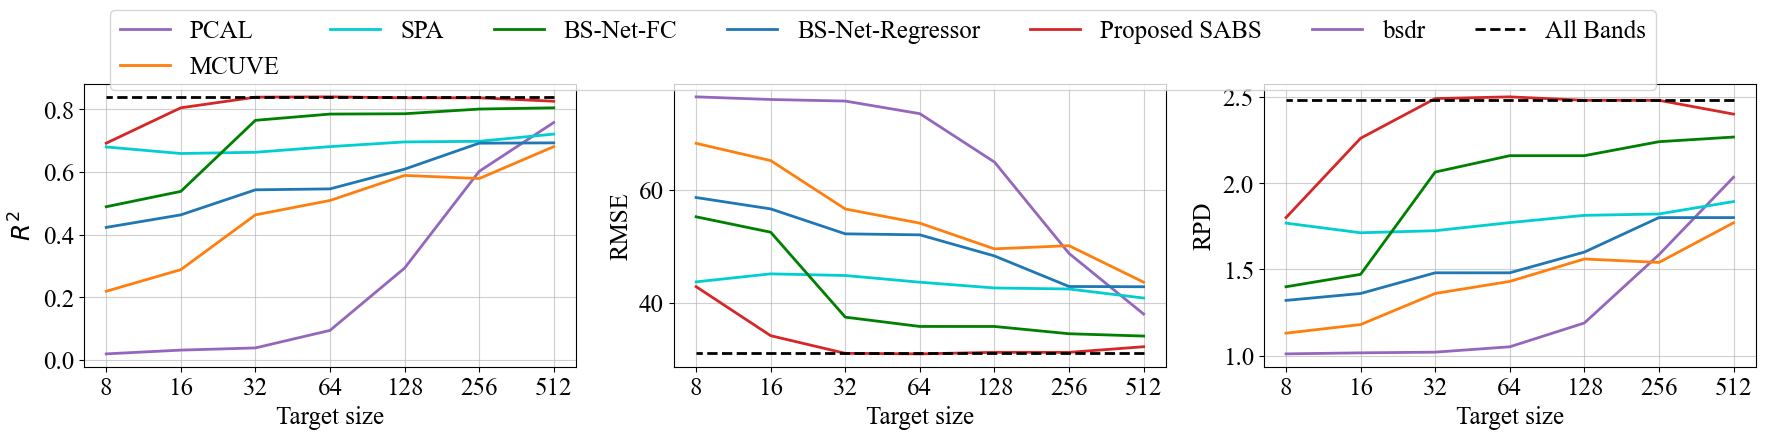 PCAL SPA BS-Net-FC BS-Net-Regressor Proposed SABS bsdr All Bands
MCUVE
R²
0.8
0.6
0.4
0.2
0.0
8 16 32 64 128 256 512
Target size
RMSE
60
40
8 16 32 64 128 256 512
Target size
RPD
2.5
2.0
1.5
1.0
8 16 32 64 128 256 512
Target size